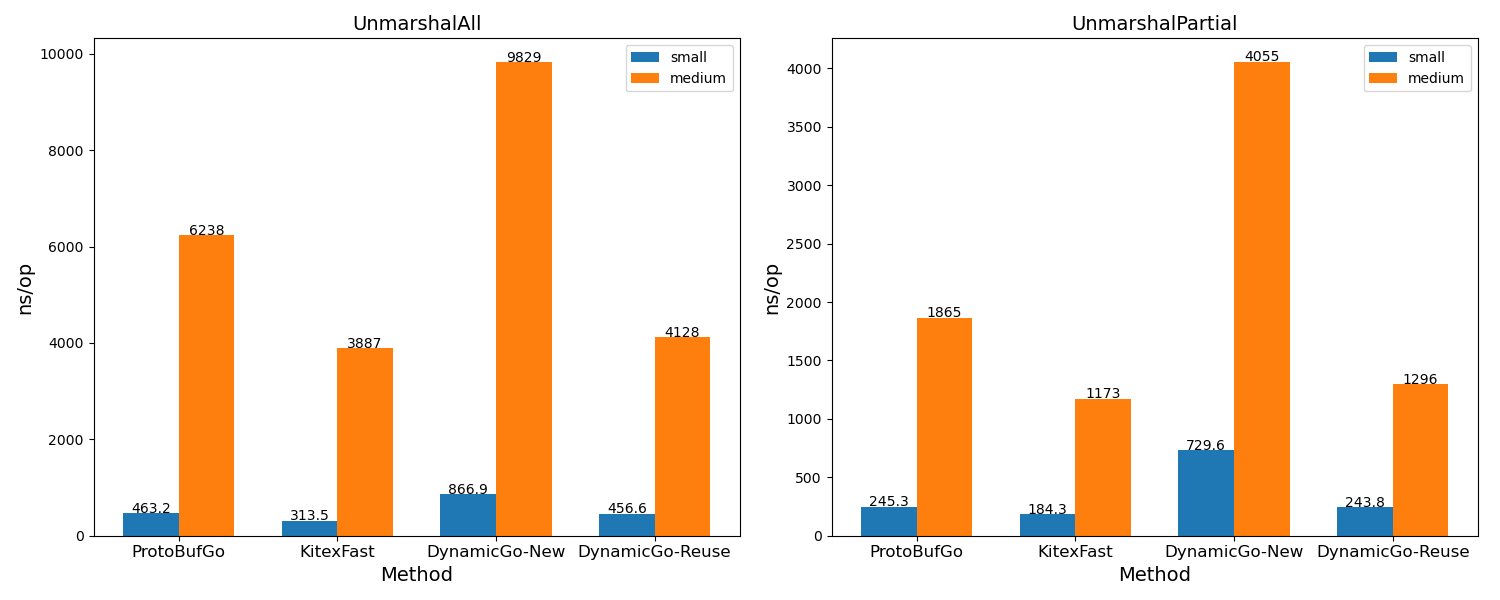 UnmarshalAll
10000
8000
6000
4000
2000
0
ns/op
small
medium
463.2
6238
313.5
3887
866.9
9829
456.6
4128
ProtoBufGo
KitexFast
DynamicGo-New
DynamicGo-Reuse
Method
UnmarshalPartial
4000
3500
3000
2500
2000
1500
1000
500
0
ns/op
small
medium
245.3
1865
184.3
1173
729.6
4055
243.8
1296
ProtoBufGo
KitexFast
DynamicGo-New
DynamicGo-Reuse
Method